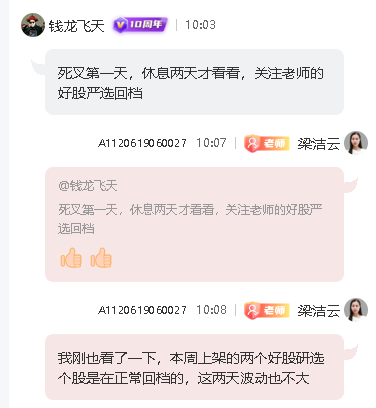 钱龙飞天 10周年 10:03
死叉第一天，休息两天才看看，关注老师的
好股严选回档
A1120619060027 10:07 老师 梁洁云
@钱龙飞天
死叉第一天，休息两天才看看，关注老师的好股严
选回档
A1120619060027 10:08 老师 梁洁云
我刚也看了一下，本周上架的两个好股研选
个股是在正常回档的，这两天波动也不大